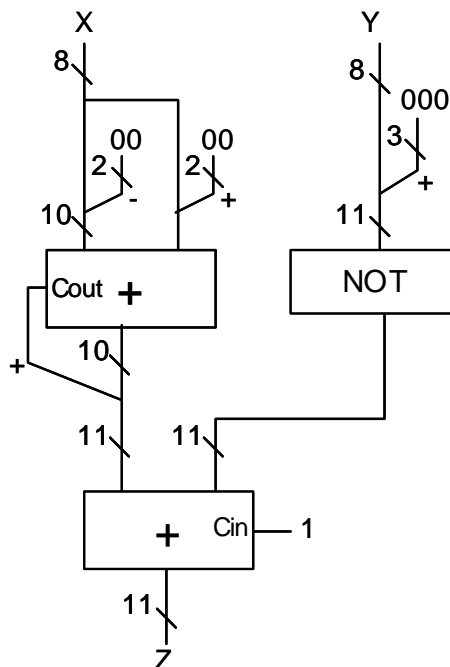 X Y
8 8
000
00 00 3
2 2
- + +
10 11
Cout + NOT
10
+
11 11
Cin 1
+
11
Z